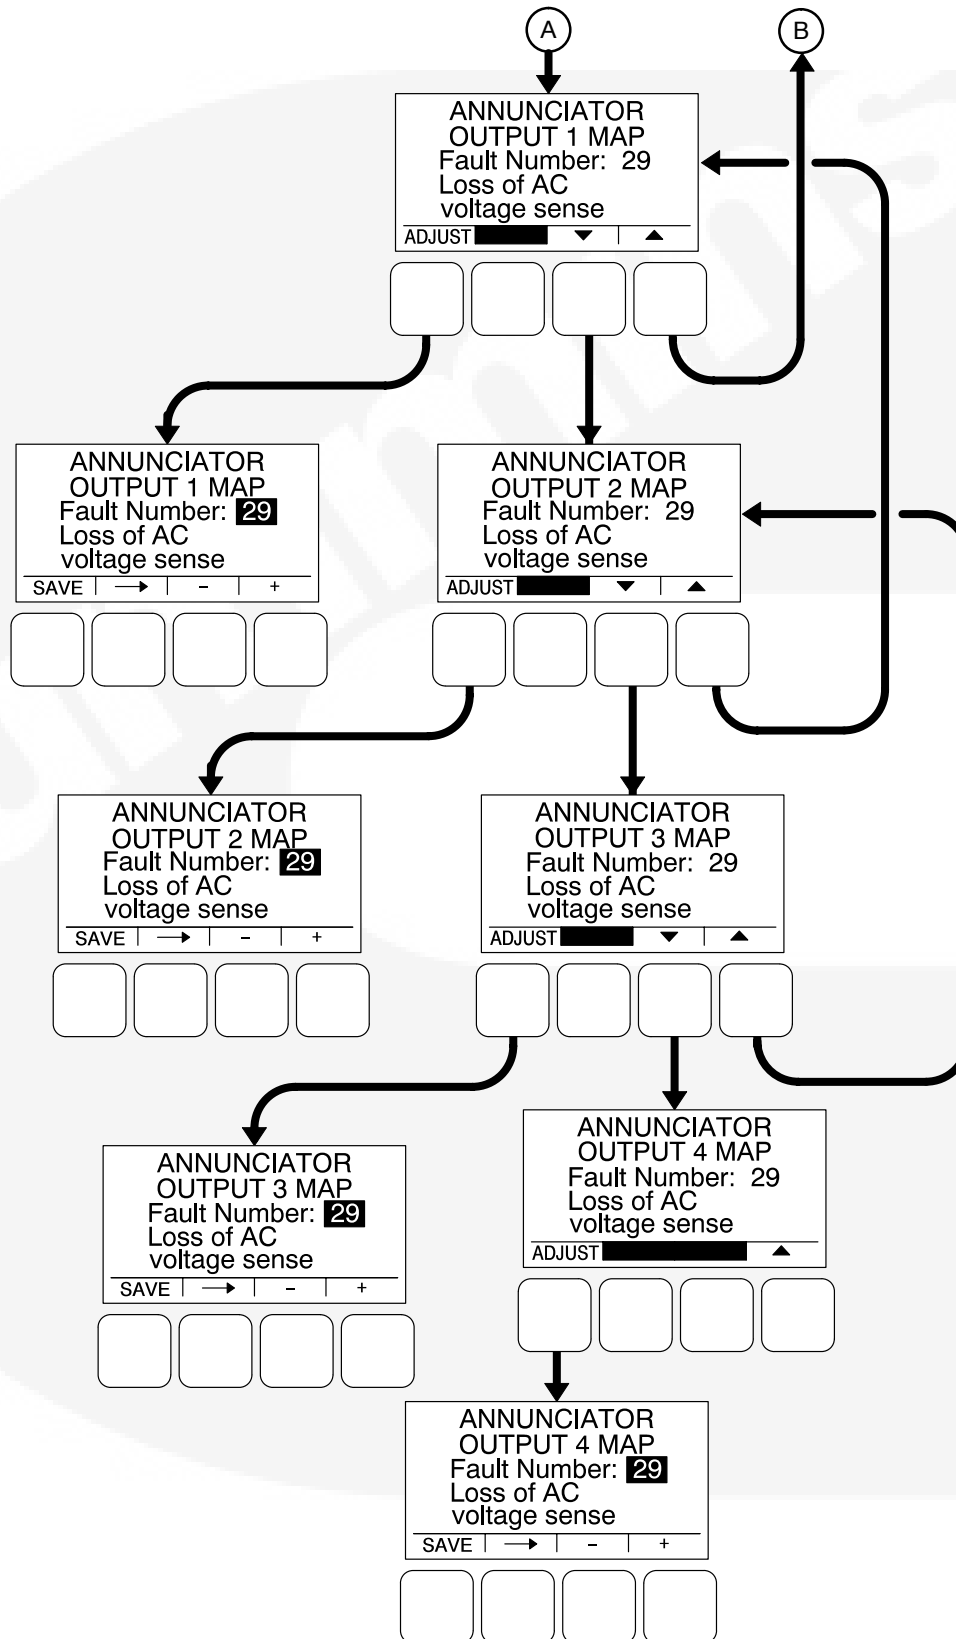 A
B
ANNUNCIATOR
OUTPUT 1 MAP
Fault Number: 29
Loss of AC
voltage sense
ADJUST
ANNUNCIATOR
OUTPUT 1 MAP
Fault Number: 29
Loss of AC
voltage sense
SAVE → - +
ANNUNCIATOR
OUTPUT 2 MAP
Fault Number: 29
Loss of AC
voltage sense
ADJUST
ANNUNCIATOR
OUTPUT 2 MAP
Fault Number: 29
Loss of AC
voltage sense
SAVE → - +
ANNUNCIATOR
OUTPUT 3 MAP
Fault Number: 29
Loss of AC
voltage sense
ADJUST
ANNUNCIATOR
OUTPUT 3 MAP
Fault Number: 29
Loss of AC
voltage sense
SAVE → - +
ANNUNCIATOR
OUTPUT 4 MAP
Fault Number: 29
Loss of AC
voltage sense
ADJUST
ANNUNCIATOR
OUTPUT 4 MAP
Fault Number: 29
Loss of AC
voltage sense
SAVE → - +